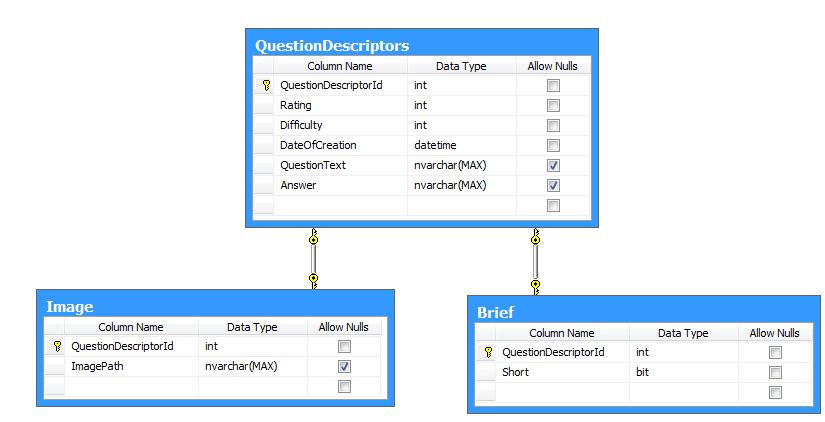 QuestionDescriptors
Column Name Data Type Allow Nulls
QuestionDescriptorId int
Rating int
Difficulty int
DateOfCreation datetime
QuestionText nvarchar(MAX)
Answer nvarchar(MAX)
Image
Column Name Data Type Allow Nulls
QuestionDescriptorId int
ImagePath nvarchar(MAX)
Brief
Column Name Data Type Allow Nulls
QuestionDescriptorId int
Short bit